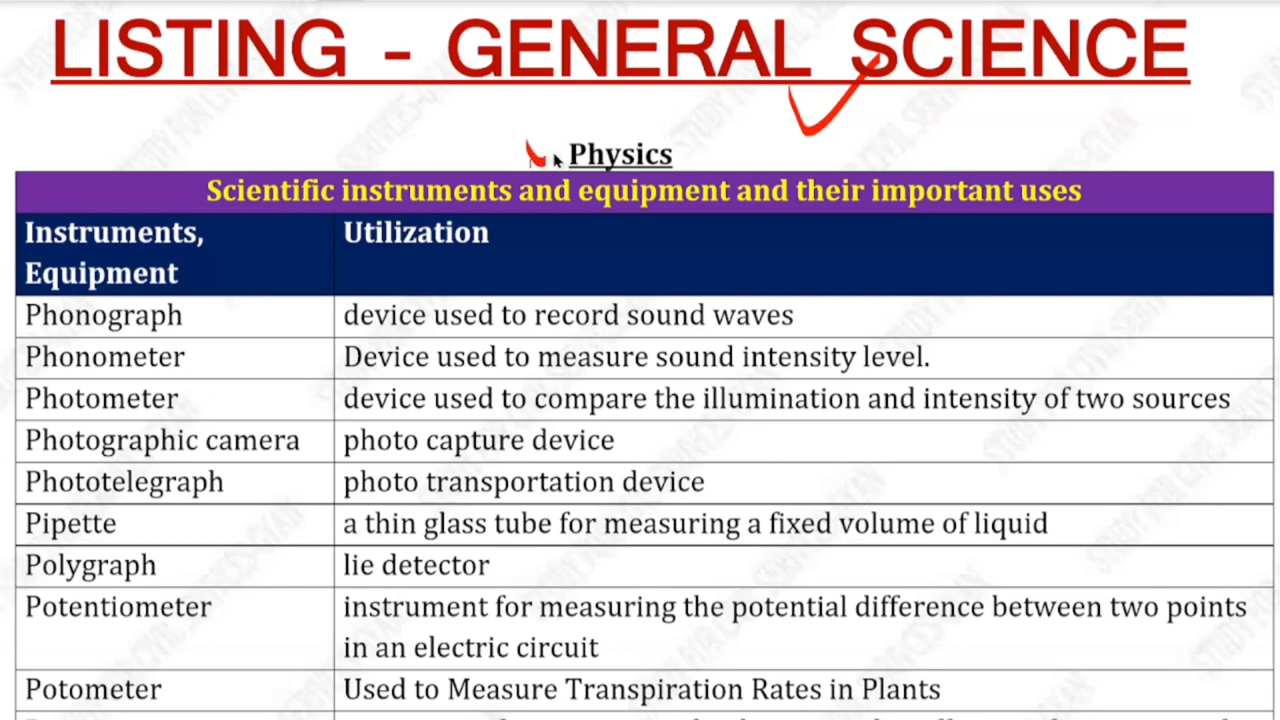 LISTING - GENERAL SCIENCE
Physics
Scientific instruments and equipment and their important uses
Instruments, Equipment Utilization
Phonograph device used to record sound waves
Phonometer Device used to measure sound intensity level.
Photometer device used to compare the illumination and intensity of two sources
Photographic camera photo capture device
Phototelegraph photo transportation device
Pipette a thin glass tube for measuring a fixed volume of liquid
Polygraph lie detector
Potentiometer instrument for measuring the potential difference between two points
in an electric circuit
Potometer Used to Measure Transpiration Rates in Plants